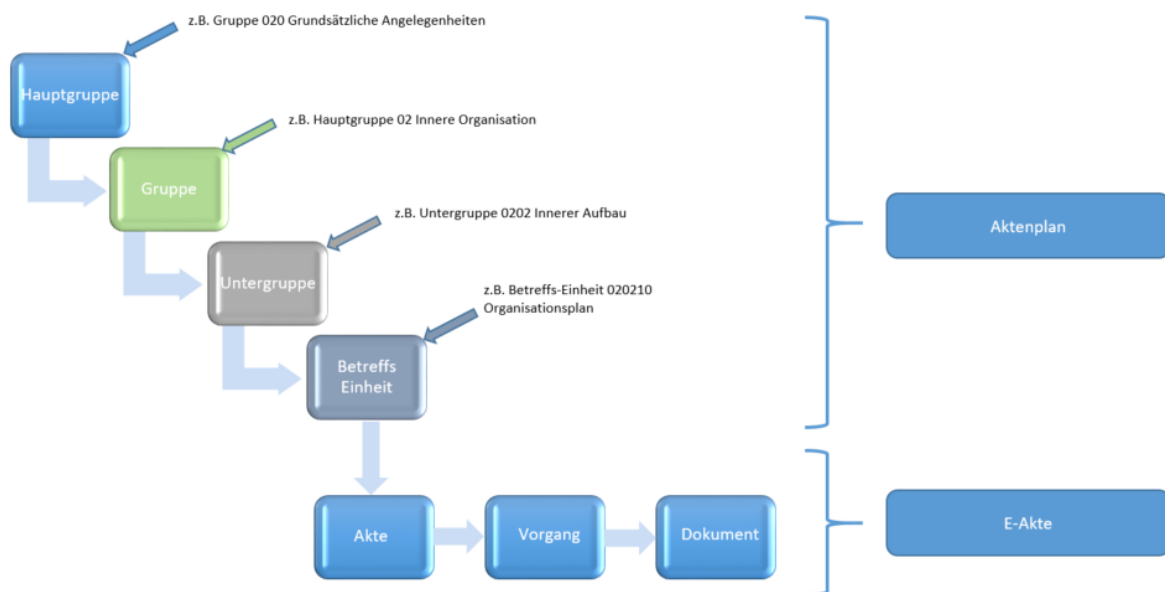 z.B. Gruppe 020 Grundsätzliche Angelegenheiten
Hauptgruppe
z.B. Hauptgruppe 02 Innere Organisation
Gruppe
z.B. Untergruppe 0202 Innerer Aufbau
Aktenplan
Untergruppe
z.B. Betreffs-Einheit 020210
Organisationsplan
Betreffs
Einheit
Akte
Vorgang
Dokument
E-Akte